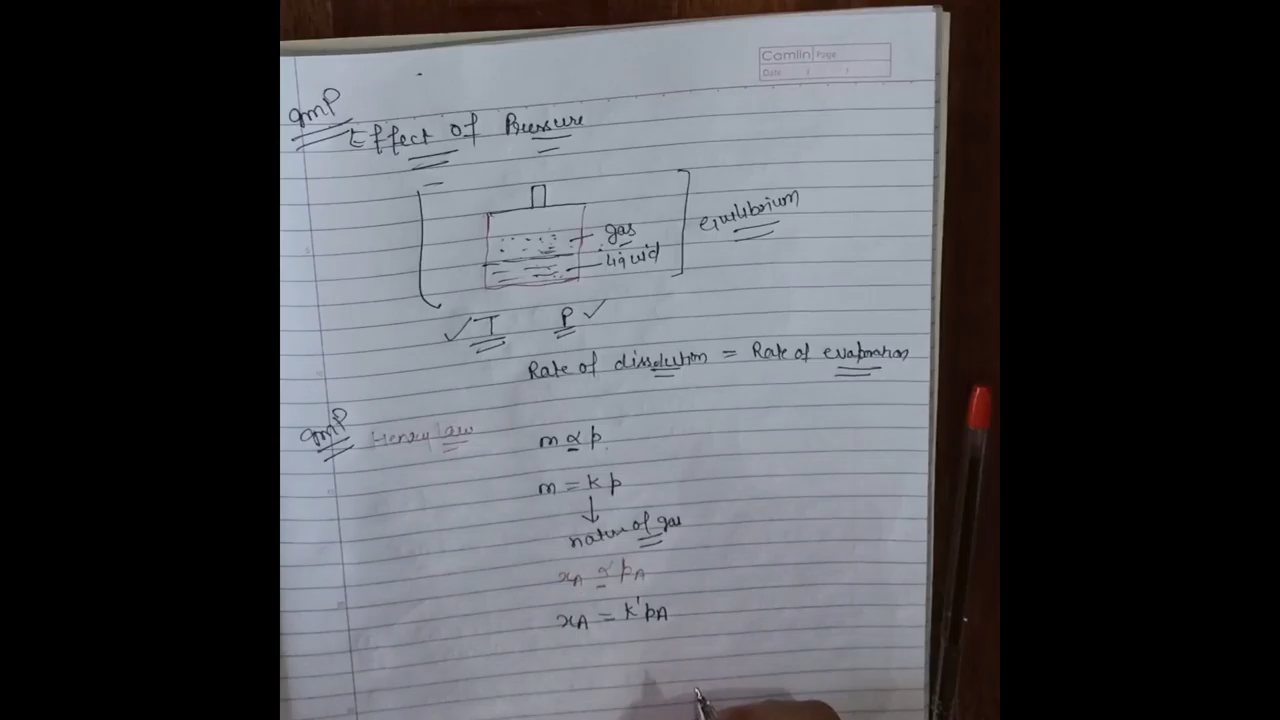 Camlin Page
Date
ImP
Effect of Pressure
gas
liquid
Equilibrium
✓ T P ✓
Rate of dissolution = Rate of evaporation
ImP Henry law
m ∝ p
m = k p
↓
nature of gas
xA ∝ pA
xA = k'pA